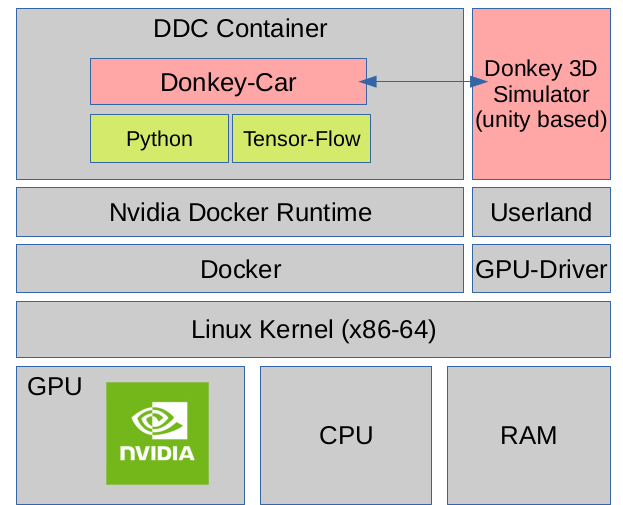 DDC Container
Donkey-Car
Python
Tensor-Flow
Donkey 3D
Simulator
(unity based)
Nvidia Docker Runtime
Userland
Docker
GPU-Driver
Linux Kernel (x86-64)
GPU
NVIDIA
CPU
RAM